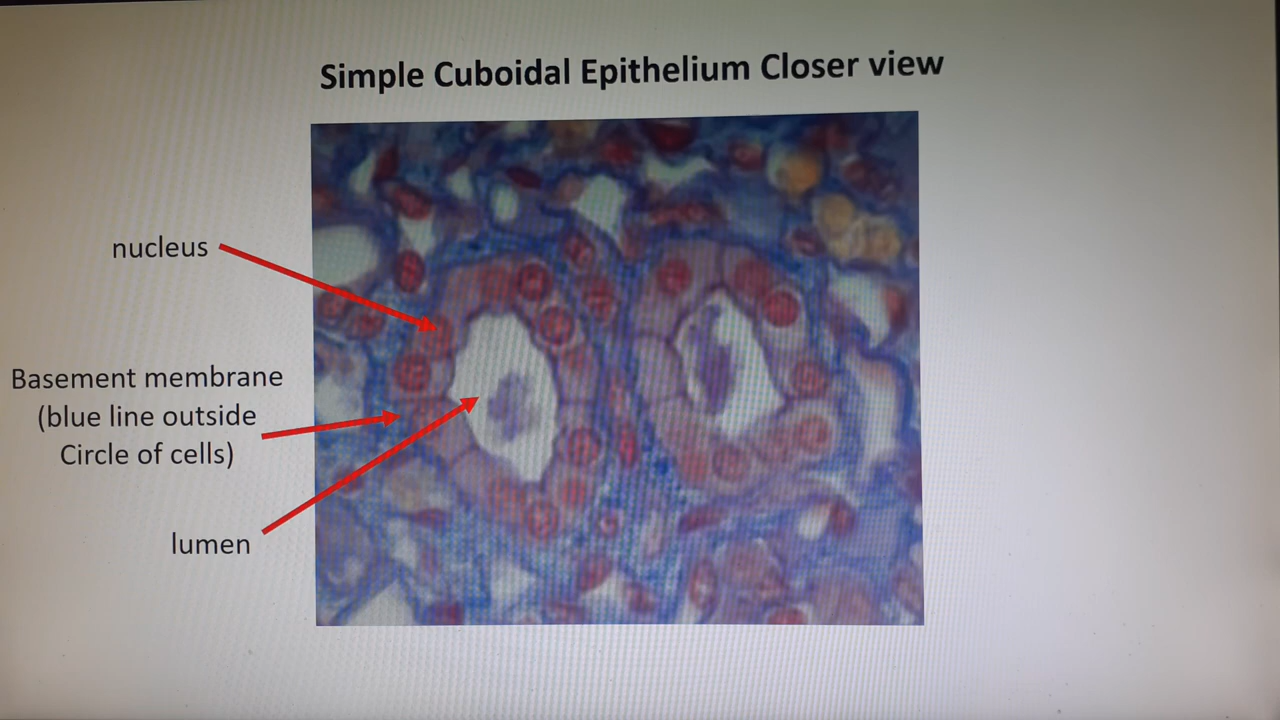 Simple Cuboidal Epithelium Closer view
nucleus
Basement membrane
(blue line outside
Circle of cells)
lumen